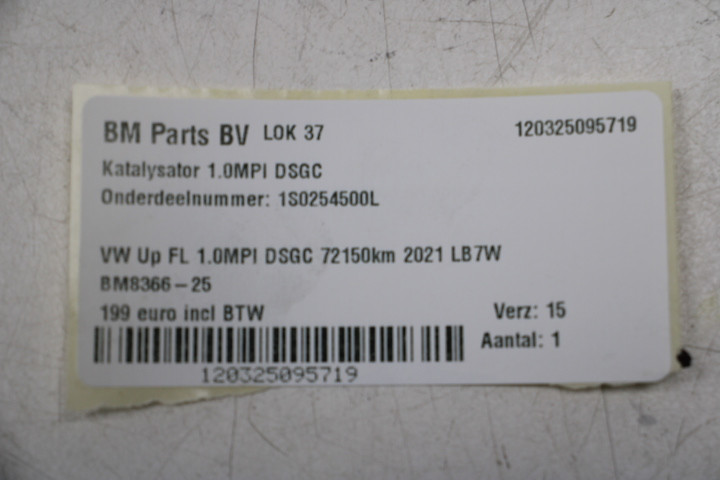 BM Parts BV LOK 37 120325095719
Katalysator 1.0MPI DSGC
Onderdeelnummer: 1S0254500L
VW Up FL 1.0MPI DSGC 72150km 2021 LB7W
BM8366-25
199 euro incl BTW Verz: 15
Aantal: 1
120325095719